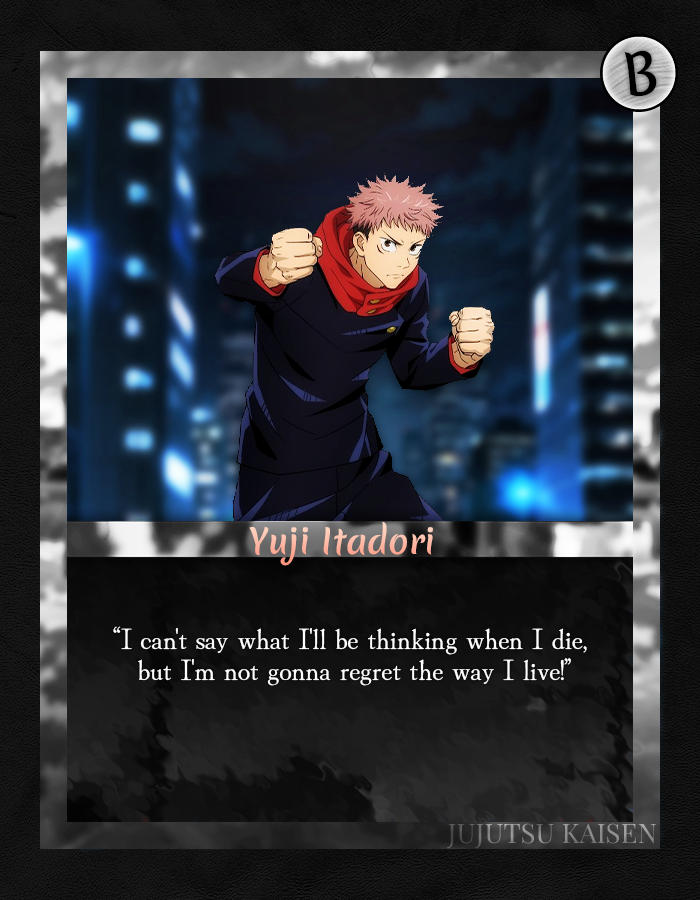 B
Yuji Itadori
“I can't say what I'll be thinking when I die,
but I'm not gonna regret the way I live!”
JUJUTSU KAISEN